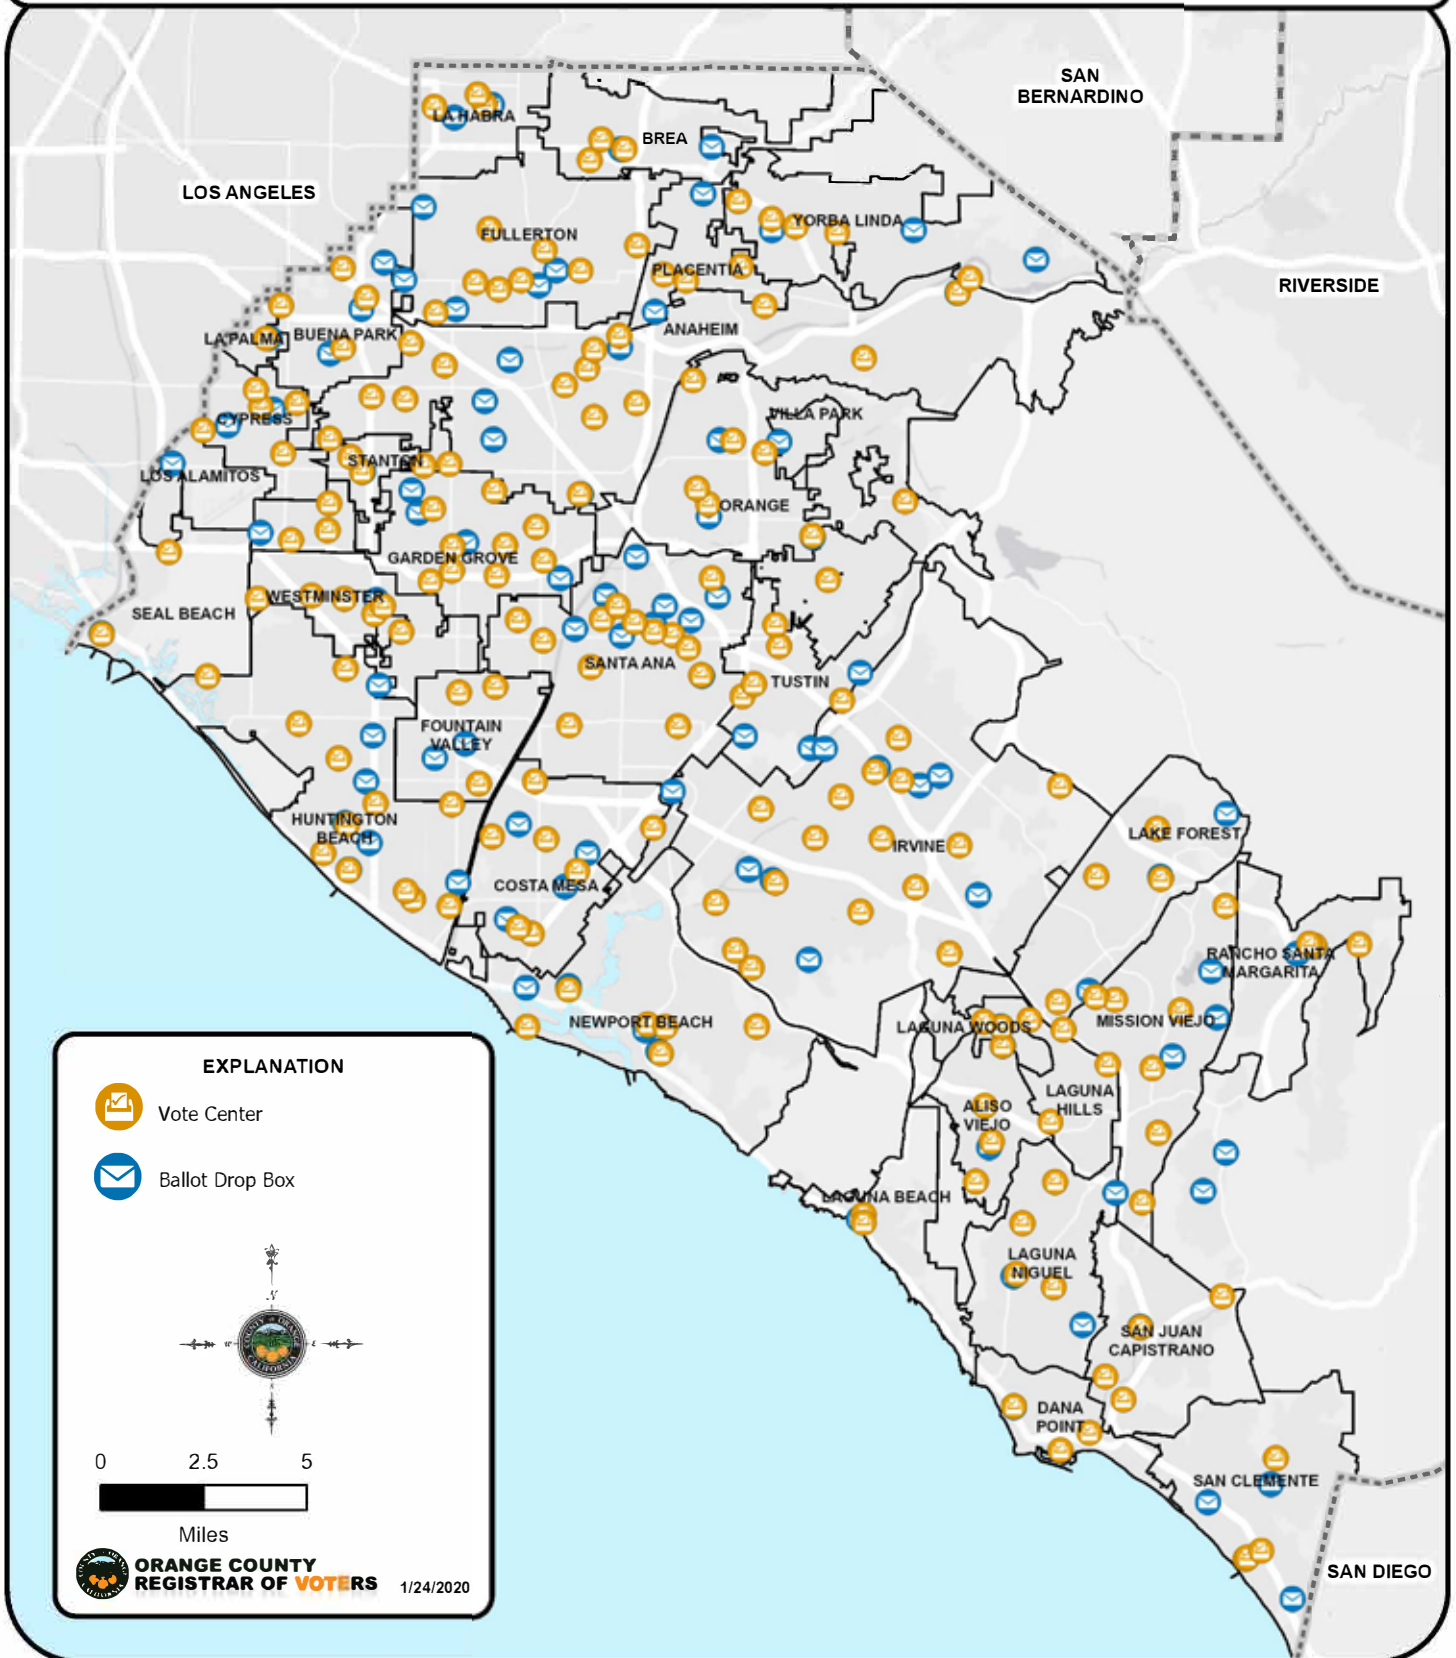 SAN
BERNARDINO
LA HABRA
BREA
LOS ANGELES
YORBA LINDA
FULLERTON
PLACENTIA
RIVERSIDE
ANAHEIM
LA PALMA
BUENA PARK
VILLA PARK
CYPRESS
STANTON
LOS ALAMITOS
ORANGE
GARDEN GROVE
WESTMINSTER
SEAL BEACH
SANTA ANA
TUSTIN
FOUNTAIN
VALLEY
HUNTINGTON
BEACH
LAKE FOREST
IRVINE
COSTA MESA
RANCHO SANTA
MARGARITA
NEWPORT BEACH
MISSION VIEJO
LAGUNA WOODS
LAGUNA
HILLS
ALISO
VIEJO
LAGUNA BEACH
LAGUNA
NIGUEL
SAN JUAN
CAPISTRANO
DANA
POINT
SAN CLEMENTE
SAN DIEGO
EXPLANATION
Vote Center
Ballot Drop Box
N
COUNTY OF ORANGE
CALIFORNIA
0 2.5 5
Miles
ORANGE COUNTY
REGISTRAR OF VOTERS
1/24/2020